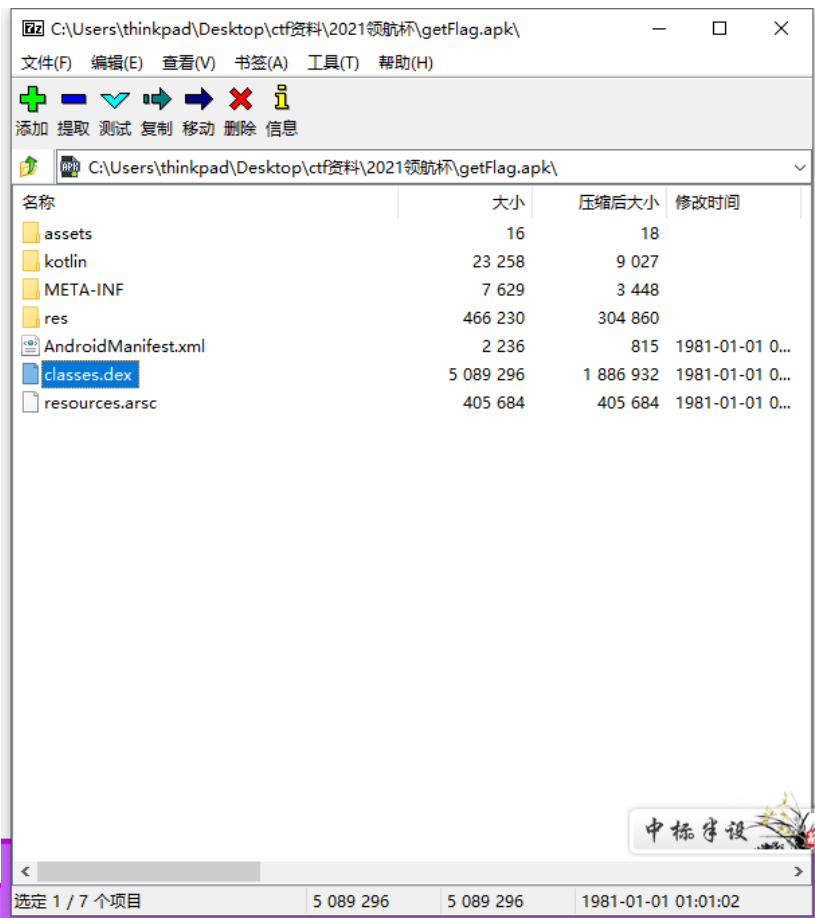 C:\Users\thinkpad\Desktop\ctf资料\2021领航杯\getFlag.apk\
文件(F) 编辑(E) 查看(V) 书签(A) 工具(T) 帮助(H)
添加 提取 测试 复制 移动 删除 信息
C:\Users\thinkpad\Desktop\ctf资料\2021领航杯\getFlag.apk\
名称 大小 压缩后大小 修改时间
assets 16 18
kotlin 23 258 9 027
META-INF 7 629 3 448
res 466 230 304 860
AndroidManifest.xml 2 236 815 1981-01-01 0...
classes.dex 5 089 296 1 886 932 1981-01-01 0...
resources.arsc 405 684 405 684 1981-01-01 0...
中标半设
选定 1 / 7 个项目 5 089 296 5 089 296 1981-01-01 01:01:02